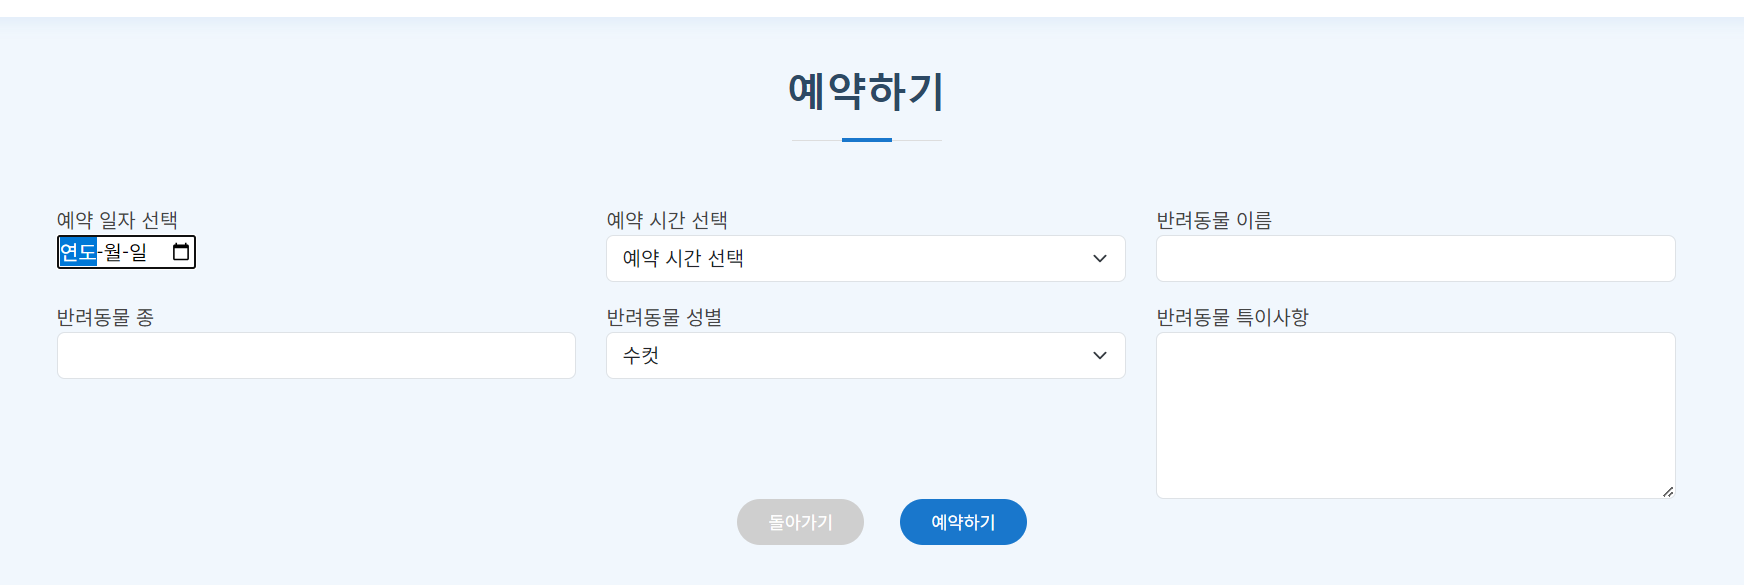 예약하기
예약 일자 선택
연도-월-일
예약 시간 선택
예약 시간 선택
반려동물 이름
반려동물 종
반려동물 성별
수컷
반려동물 특이사항
돌아가기
예약하기